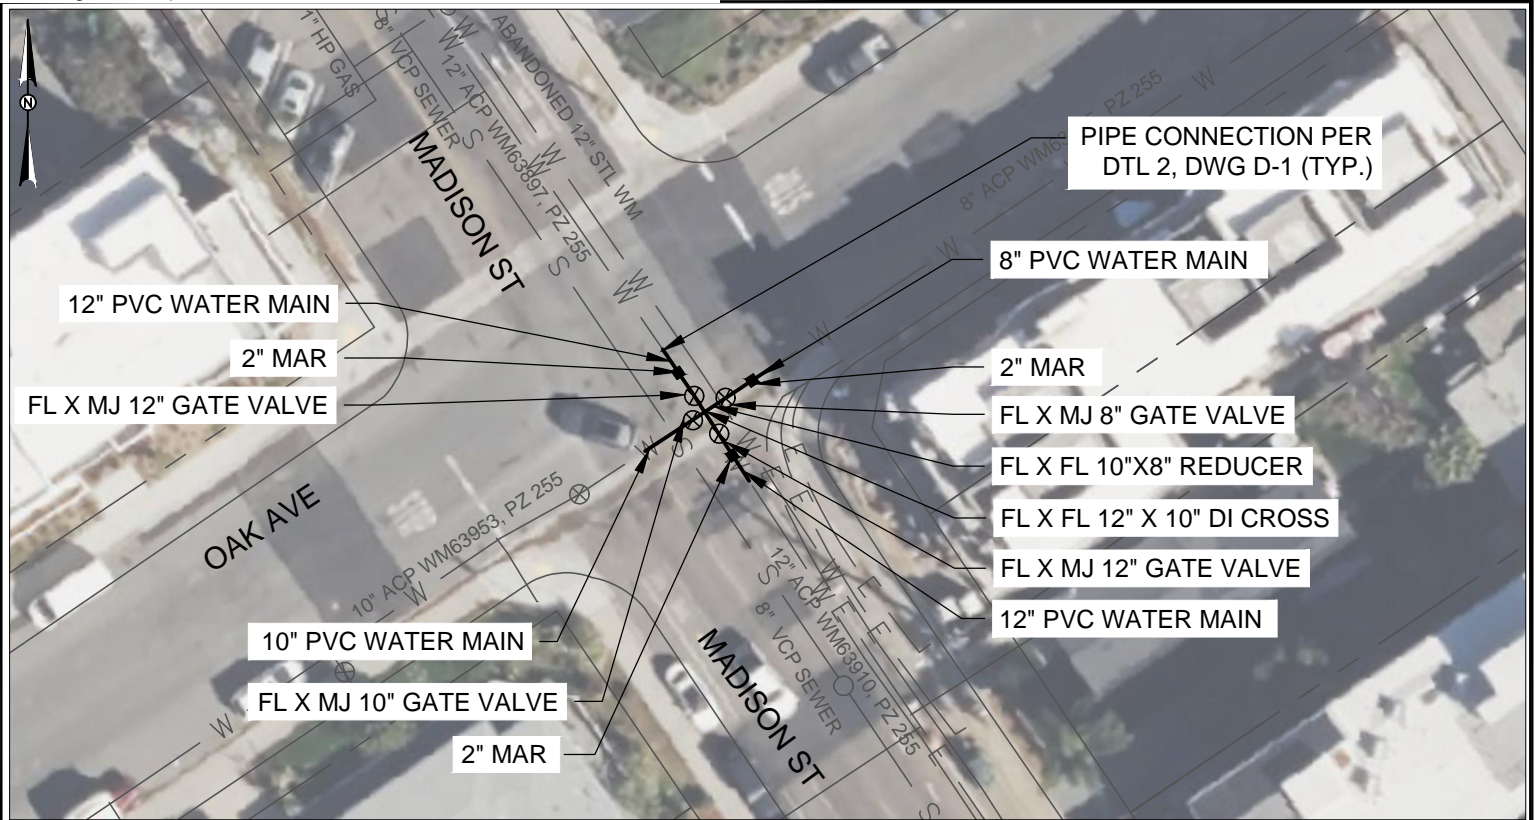 N
1" HP GAS
8" VCP SEWER
12" ACP WM63897, PZ 255
ABANDONED 12" STL WM
MADISON ST
PIPE CONNECTION PER
DTL 2, DWG D-1 (TYP.)
8" PVC WATER MAIN
12" PVC WATER MAIN
2" MAR
FL X MJ 12" GATE VALVE
2" MAR
FL X MJ 8" GATE VALVE
FL X FL 10"X8" REDUCER
FL X FL 12" X 10" DI CROSS
FL X MJ 12" GATE VALVE
12" PVC WATER MAIN
OAK AVE
10" ACP WM63953, PZ 255
10" PVC WATER MAIN
FL X MJ 10" GATE VALVE
2" MAR
MADISON ST
12" ACP WM63910, PZ 255
8" VCP SEWER